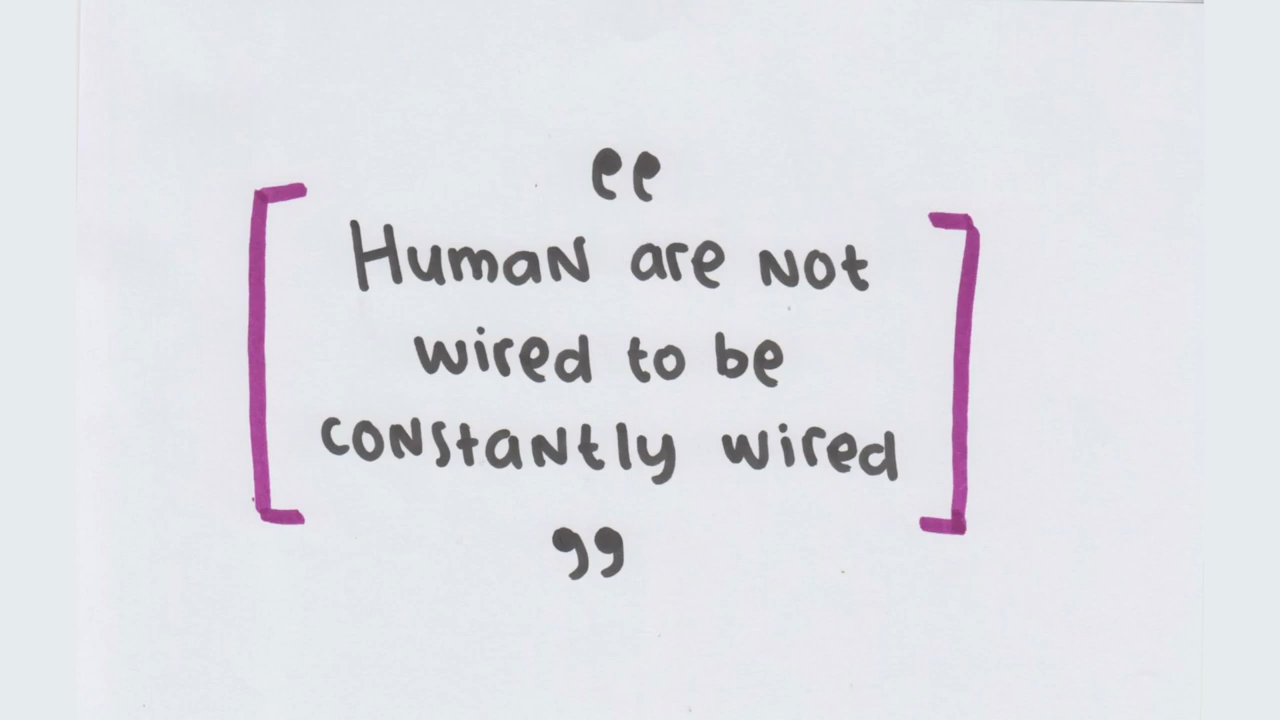 “
Human are not
wired to be
constantly wired
”